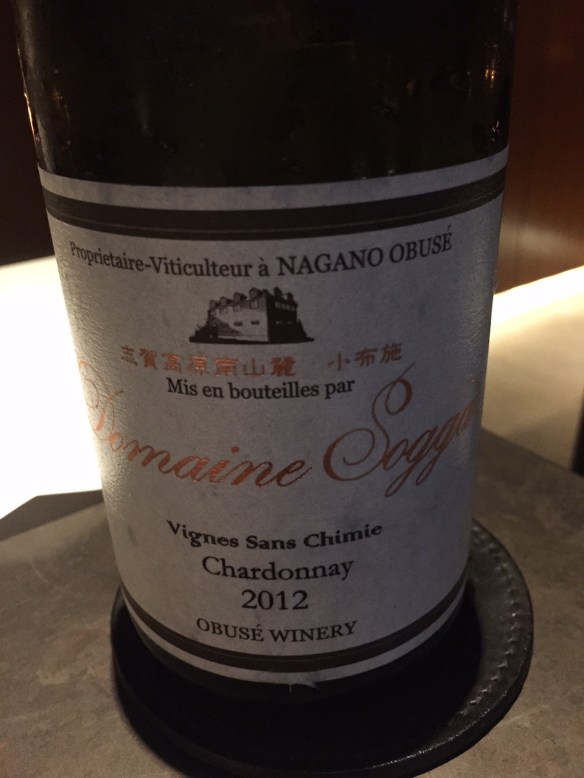 Proprietaire-Viticulteur à NAGANO OBUSÉ
志賀高原南山麓 小布施
Mis en bouteilles par
Domaine Sogga
Vignes Sans Chimie
Chardonnay
2012
OBUSÉ WINERY